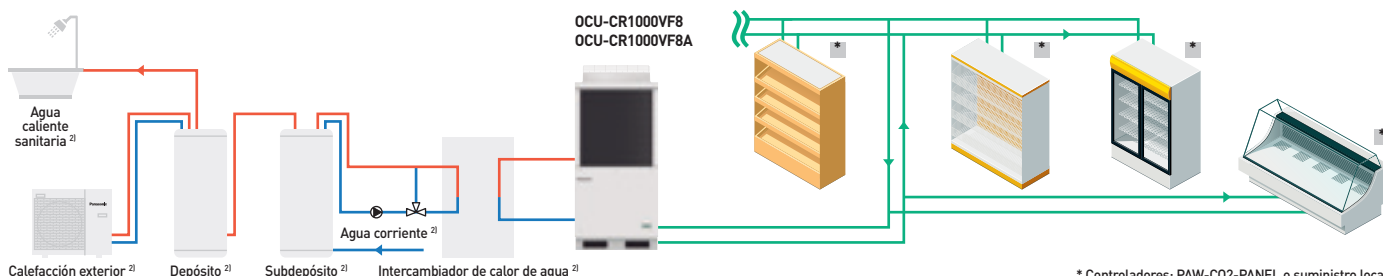 OCU-CR1000VF8
OCU-CR1000VF8A
*
*
*
*
Agua
caliente
sanitaria 2)
Panasonic
Agua corriente 2)
Calefacción exterior 2)
Depósito 2)
Subdepósito 2)
Intercambiador de calor de agua 2)
* Controladores: PAW-CO2-PANEL o suministro loca